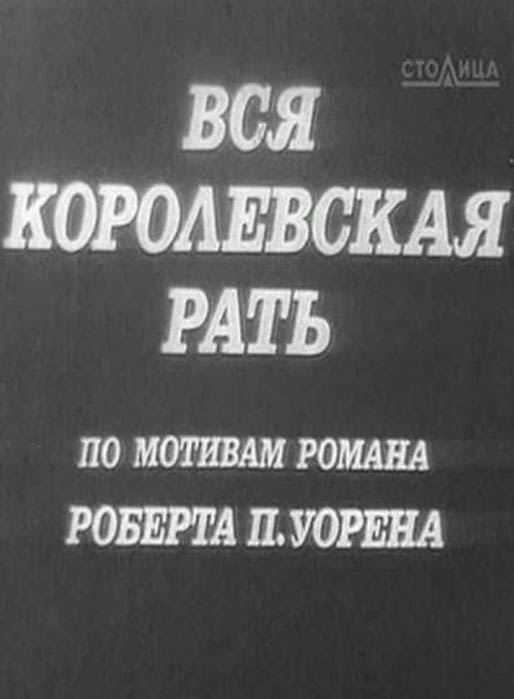 СТОЛИЦА
ВСЯ
КОРОЛЕВСКАЯ
РАТЬ
ПО МОТИВАМ РОМАНА
РОБЕРТА П. УОРЕНА